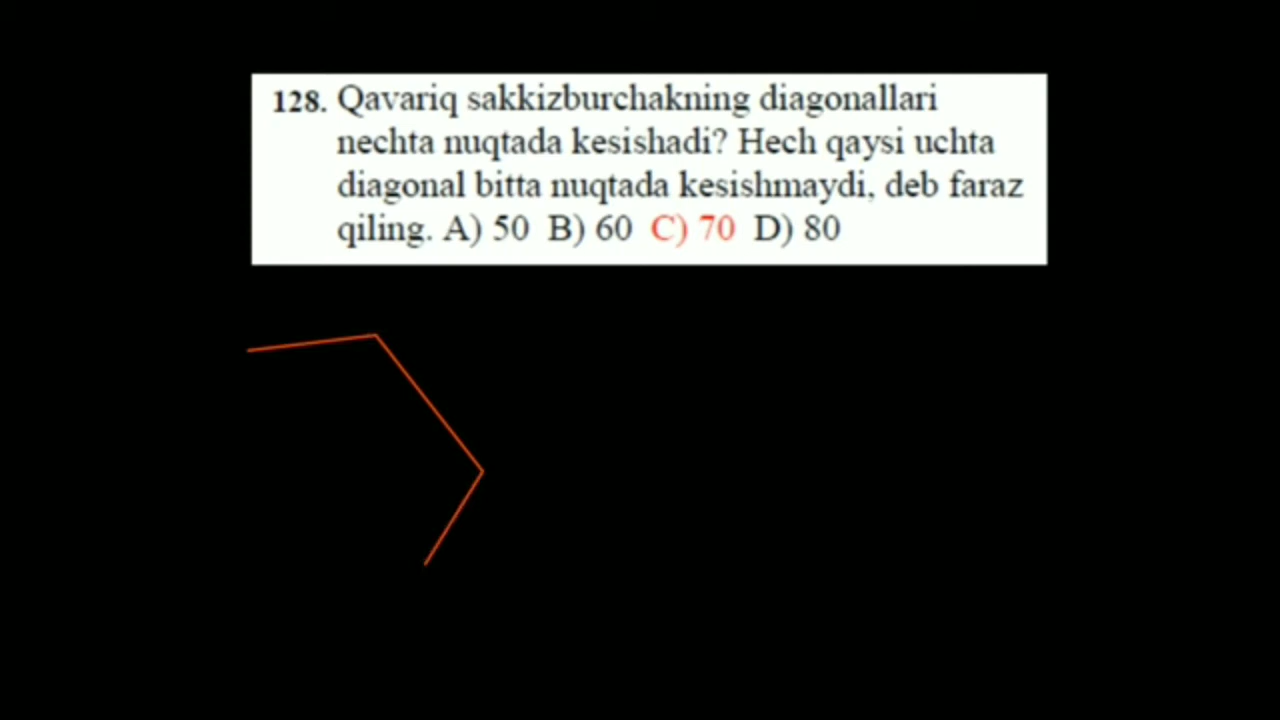 128. Qavariq sakkizburchakning diagonallari
nechta nuqtada kesishadi? Hech qaysi uchta
diagonal bitta nuqtada kesishmaydi, deb faraz
qiling. A) 50 B) 60 C) 70 D) 80